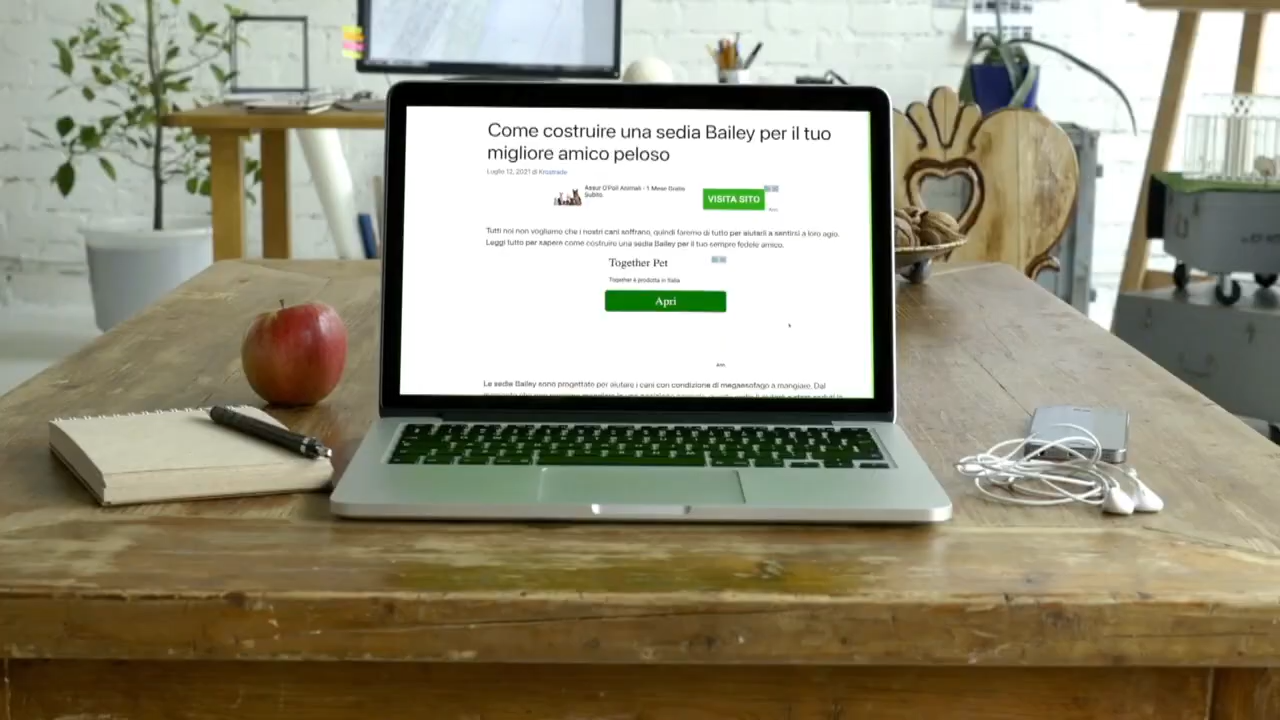 Come costruire una sedia Bailey per il tuo
migliore amico peloso
Luglio 12, 2021 di
Assur O'Poil Animali - 1 Mese Gratis
Subito
VISITA SITO
Tutti noi non vogliamo che i nostri cani soffrano, quindi faremo di tutto per aiutarli a sentirsi a loro agio.
Leggi tutto per sapere come costruire una sedia Bailey per il tuo sempre fedele amico.
Together Pet
Together è prodotta in Italia
Apri
Le sedie Bailey sono progettate per aiutare i cani con condizione di megaesofago a mangiare. Dal